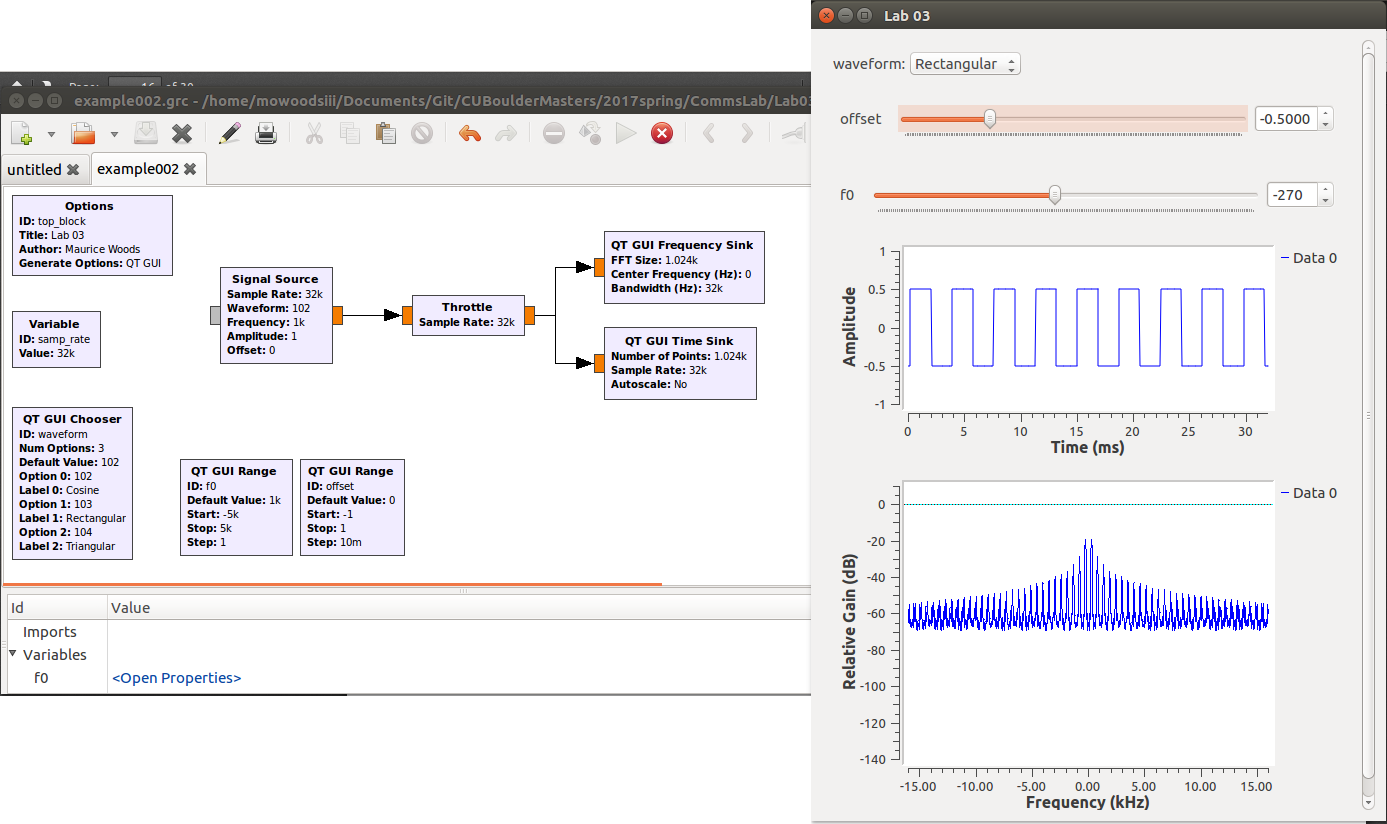 Lab 03
waveform: Rectangular
offset -0.5000
f0 -270
1
0.5
0
-0.5
-1
Amplitude
0 5 10 15 20 25 30
Time (ms)
Data 0
0
-20
-40
-60
-80
-100
-120
-140
Relative Gain (dB)
-15.00 -10.00 -5.00 0.00 5.00 10.00 15.00
Frequency (kHz)
Data 0
example002.grc - /home/mowoodsiii/Documents/Git/CUBoulderMasters/2017spring/CommsLab/Lab03
untitled
example002
Options
ID: top_block
Title: Lab 03
Author: Maurice Woods
Generate Options: QT GUI
Variable
ID: samp_rate
Value: 32k
Signal Source
Sample Rate: 32k
Waveform: 102
Frequency: 1k
Amplitude: 1
Offset: 0
Throttle
Sample Rate: 32k
QT GUI Frequency Sink
FFT Size: 1.024k
Center Frequency (Hz): 0
Bandwidth (Hz): 32k
QT GUI Time Sink
Number of Points: 1.024k
Sample Rate: 32k
Autoscale: No
QT GUI Chooser
ID: waveform
Num Options: 3
Default Value: 102
Option 0: 102
Label 0: Cosine
Option 1: 103
Label 1: Rectangular
Option 2: 104
Label 2: Triangular
QT GUI Range
ID: f0
Default Value: 1k
Start: -5k
Stop: 5k
Step: 1
QT GUI Range
ID: offset
Default Value: 0
Start: -1
Stop: 1
Step: 10m
Id Value
Imports
Variables
f0 <Open Properties>